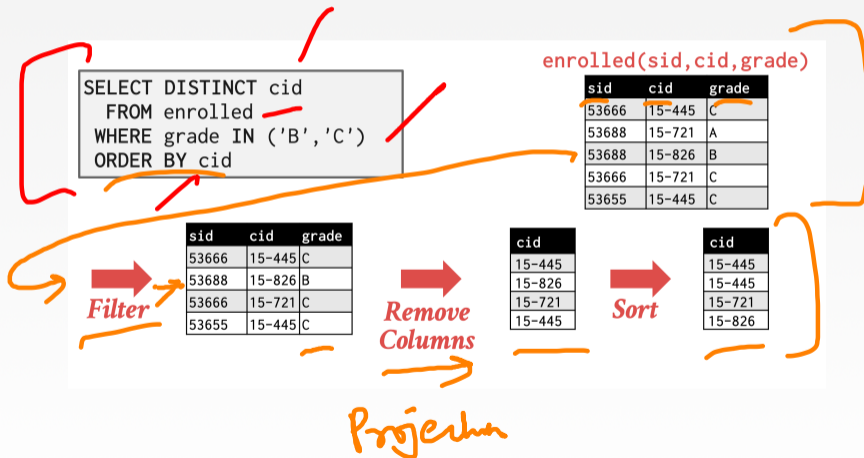 enrolled(sid,cid,grade)
SELECT DISTINCT cid
FROM enrolled
WHERE grade IN ('B','C')
ORDER BY cid
sid cid grade
53666 15-445 C
53688 15-721 A
53688 15-826 B
53666 15-721 C
53655 15-445 C
Filter
sid cid grade
53666 15-445 C
53688 15-826 B
53666 15-721 C
53655 15-445 C
Remove
Columns
cid
15-445
15-826
15-721
15-445
Sort
cid
15-445
15-445
15-721
15-826
Projection